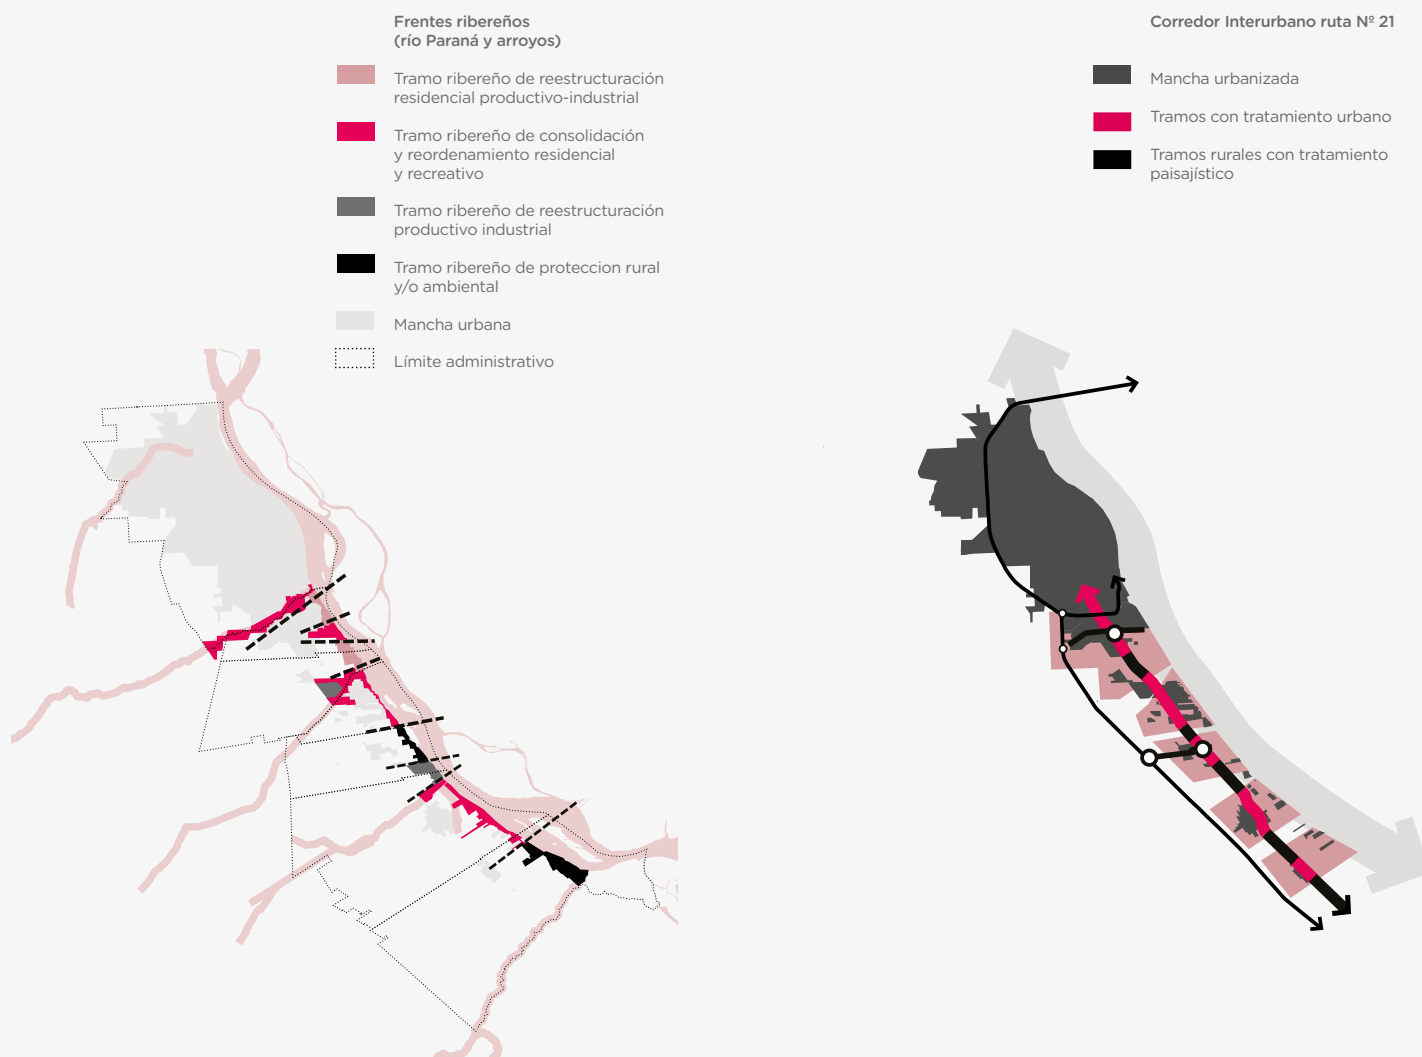 Frentes ribereños
(río Paraná y arroyos)
Tramo ribereño de reestructuración
residencial productivo-industrial
Tramo ribereño de consolidación
y reordenamiento residencial
y recreativo
Tramo ribereño de reestructuración
productivo industrial
Tramo ribereño de proteccion rural
y/o ambiental
Mancha urbana
Límite administrativo
Corredor Interurbano ruta Nº 21
Mancha urbanizada
Tramos con tratamiento urbano
Tramos rurales con tratamiento
paisajístico